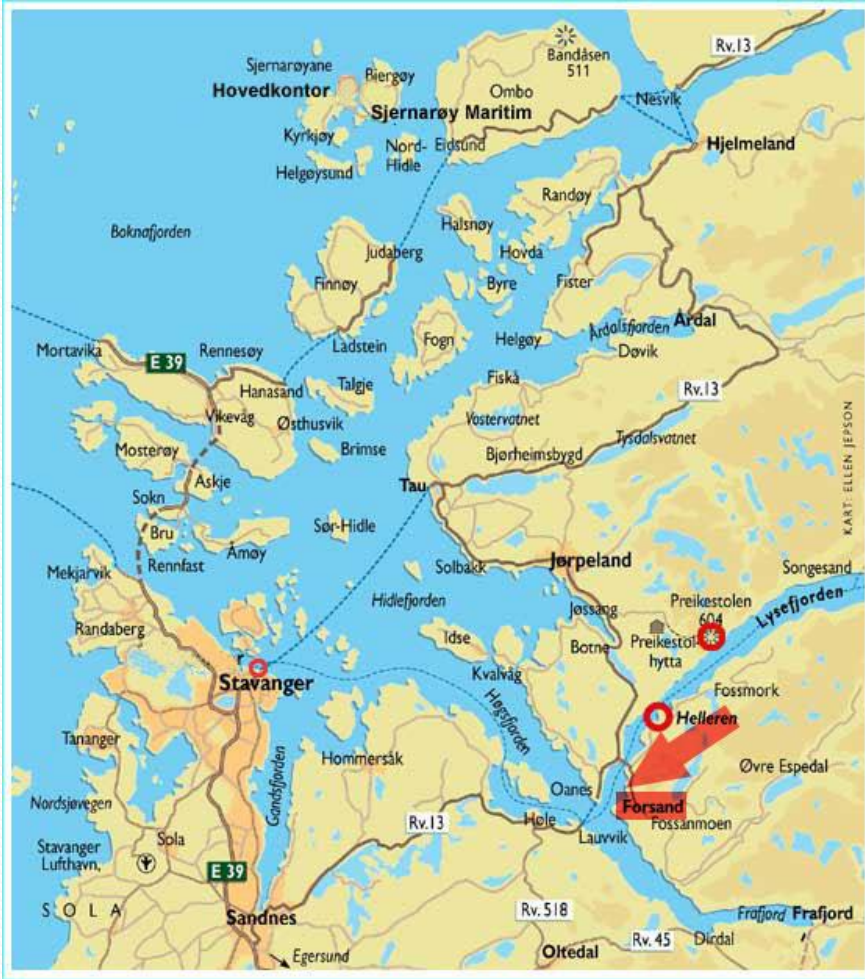 Rv.13
Bandåsen
511
Sjernarøyane
Biergøy
Hovedkontor
Ombo
Nesvik
Sjernarøy Maritim
Kyrkjøy
Nord-
Hidle
Eidsund
Hjelmeland
Helgøysund
Randøy
Halsnøy
Boknafjorden
Judaberg
Hovda
Finnøy
Byre
Fister
Årdal
Årdalsfjorden
Mortavika
E 39
Rennesøy
Ladstein
Fogn
Helgøy
Døvik
Hanasand
Talgje
Fiskå
Rv.13
Vikevåg
Østhusvik
Vostervatnet
Tysdalsvatnet
Mosterøy
Brimse
Bjørheimsbygd
KART: ELLEN JEPSON
Askje
Tau
Sokn
Bru
Sør-Hidle
Åmøy
Rennfast
Solbakk
Jørpeland
Mekjarvik
Songesand
Hidlefjorden
Jøssang
Preikestolen
604
Lysefjorden
Randaberg
Idse
Botne
Preikestol-
hytta
r
Stavanger
Kvalvåg
Fossmork
Høgsfjorden
Helleren
Tananger
Hommersåk
Øvre Espedal
Gandsfjorden
Oanes
Nordsjøvegen
Forsand
Rv.13
Høle
Fossanmoen
Sola
Lauvvik
Stavanger
Lufthavn,
E 39
SOLA
Sandnes
Rv. 518
Frafjord
Frafjord
Egersund
Oltedal
Rv. 45
Dirdal